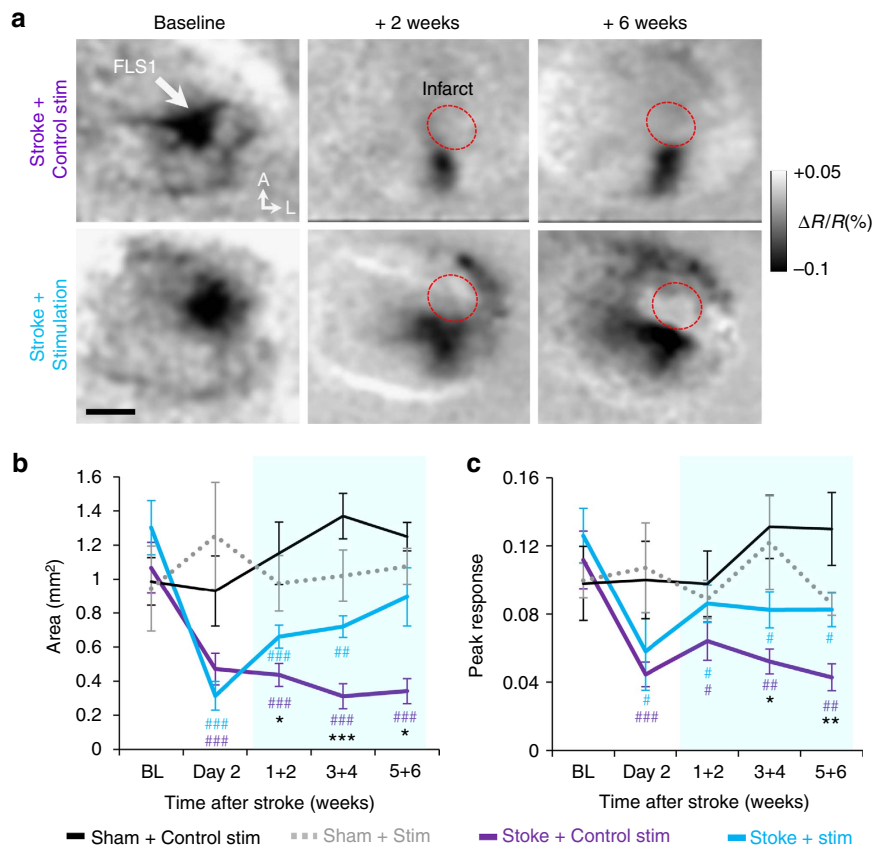 a
Baseline
+ 2 weeks
+ 6 weeks
Stroke +
Control stim
FLS1
A
L
Infarct
+0.05
ΔR/R(%)
–0.1
Stroke +
Stimulation
b
Area (mm²)
1.6
1.4
1.2
1
0.8
0.6
0.4
0.2
0
###
###
###
###
*
##
###
***
###
*
BL
Day 2
1+2
3+4
5+6
Time after stroke (weeks)
c
Peak response
0.16
0.12
0.08
0.04
0
#
###
#
#
#
##
*
#
##
**
BL
Day 2
1+2
3+4
5+6
Time after stroke (weeks)
Sham + Control stim
Sham + Stim
Stoke + Control stim
Stoke + stim